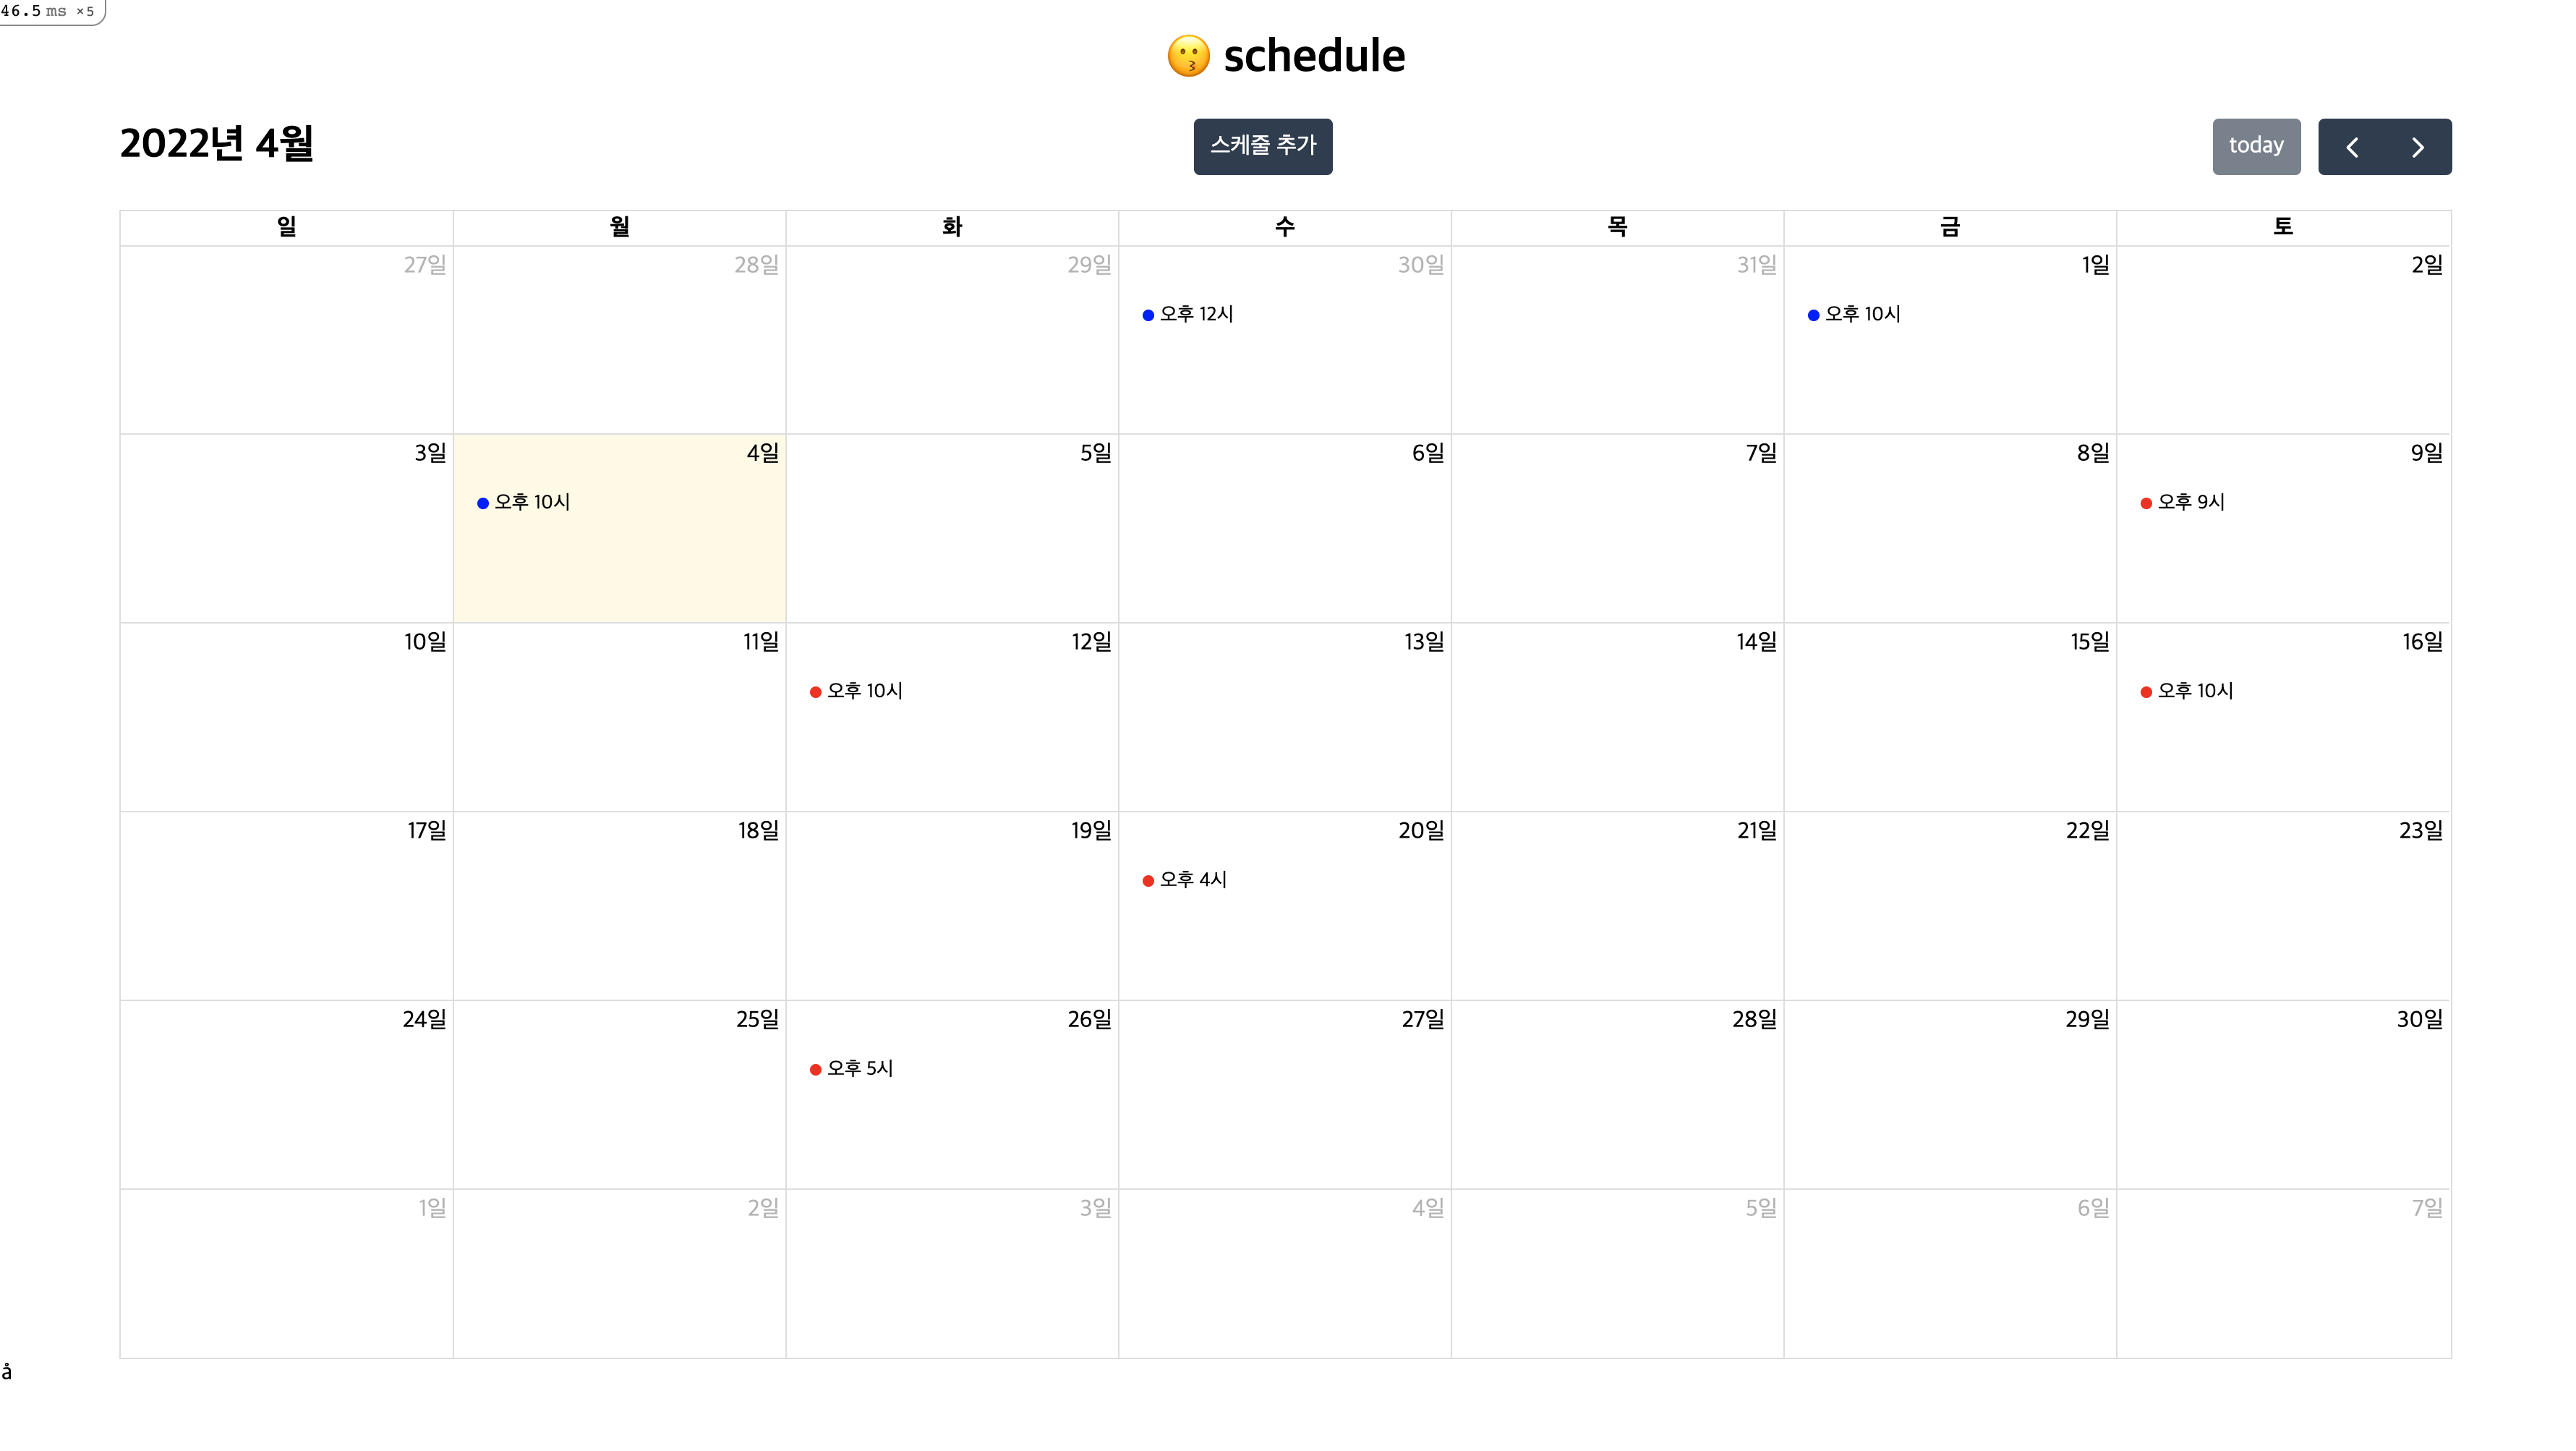 46.5 ms ×5
😗 schedule
2022년 4월
스케줄 추가
today
일 월 화 수 목 금 토
27일 28일 29일 30일 31일 1일 2일
오후 12시 오후 10시
3일 4일 5일 6일 7일 8일 9일
오후 10시 오후 9시
10일 11일 12일 13일 14일 15일 16일
오후 10시 오후 10시
17일 18일 19일 20일 21일 22일 23일
오후 4시
24일 25일 26일 27일 28일 29일 30일
오후 5시
1일 2일 3일 4일 5일 6일 7일
å